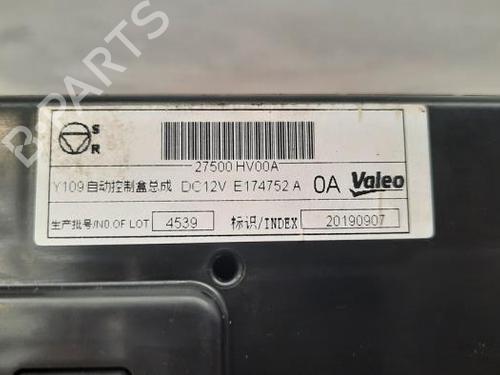 S
R
27500 HV00A
Y109自动控制盒总成 DC12V E174752 A 0A Valeo
生产批号/NO.OF LOT 4539 标识/INDEX 20190907
B-PARTS